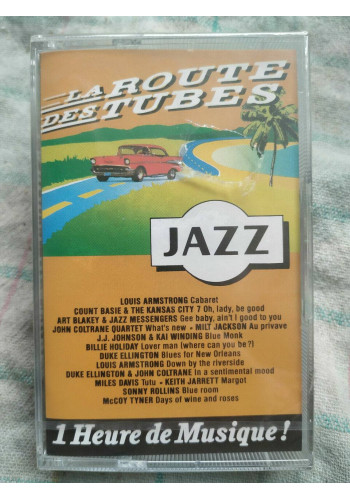 LA ROUTE
DES TUBES
JAZZ
LOUIS ARMSTRONG Cabaret
COUNT BASIE & THE KANSAS CITY 7 Oh, lady, be good
ART BLAKEY & JAZZ MESSENGERS Gee baby, ain't I good to you
JOHN COLTRANE QUARTET What's new - MILT JACKSON Au privave
J.J. JOHNSON & KAI WINDING Blue Monk
BILLIE HOLIDAY Lover man (where can you be?)
DUKE ELLINGTON Blues for New Orleans
LOUIS ARMSTRONG Down by the riverside
DUKE ELLINGTON & JOHN COLTRANE In a sentimental mood
MILES DAVIS Tutu - KEITH JARRETT Margot
SONNY ROLLINS Blue room
McCOY TYNER Days of wine and roses
1 Heure de Musique !